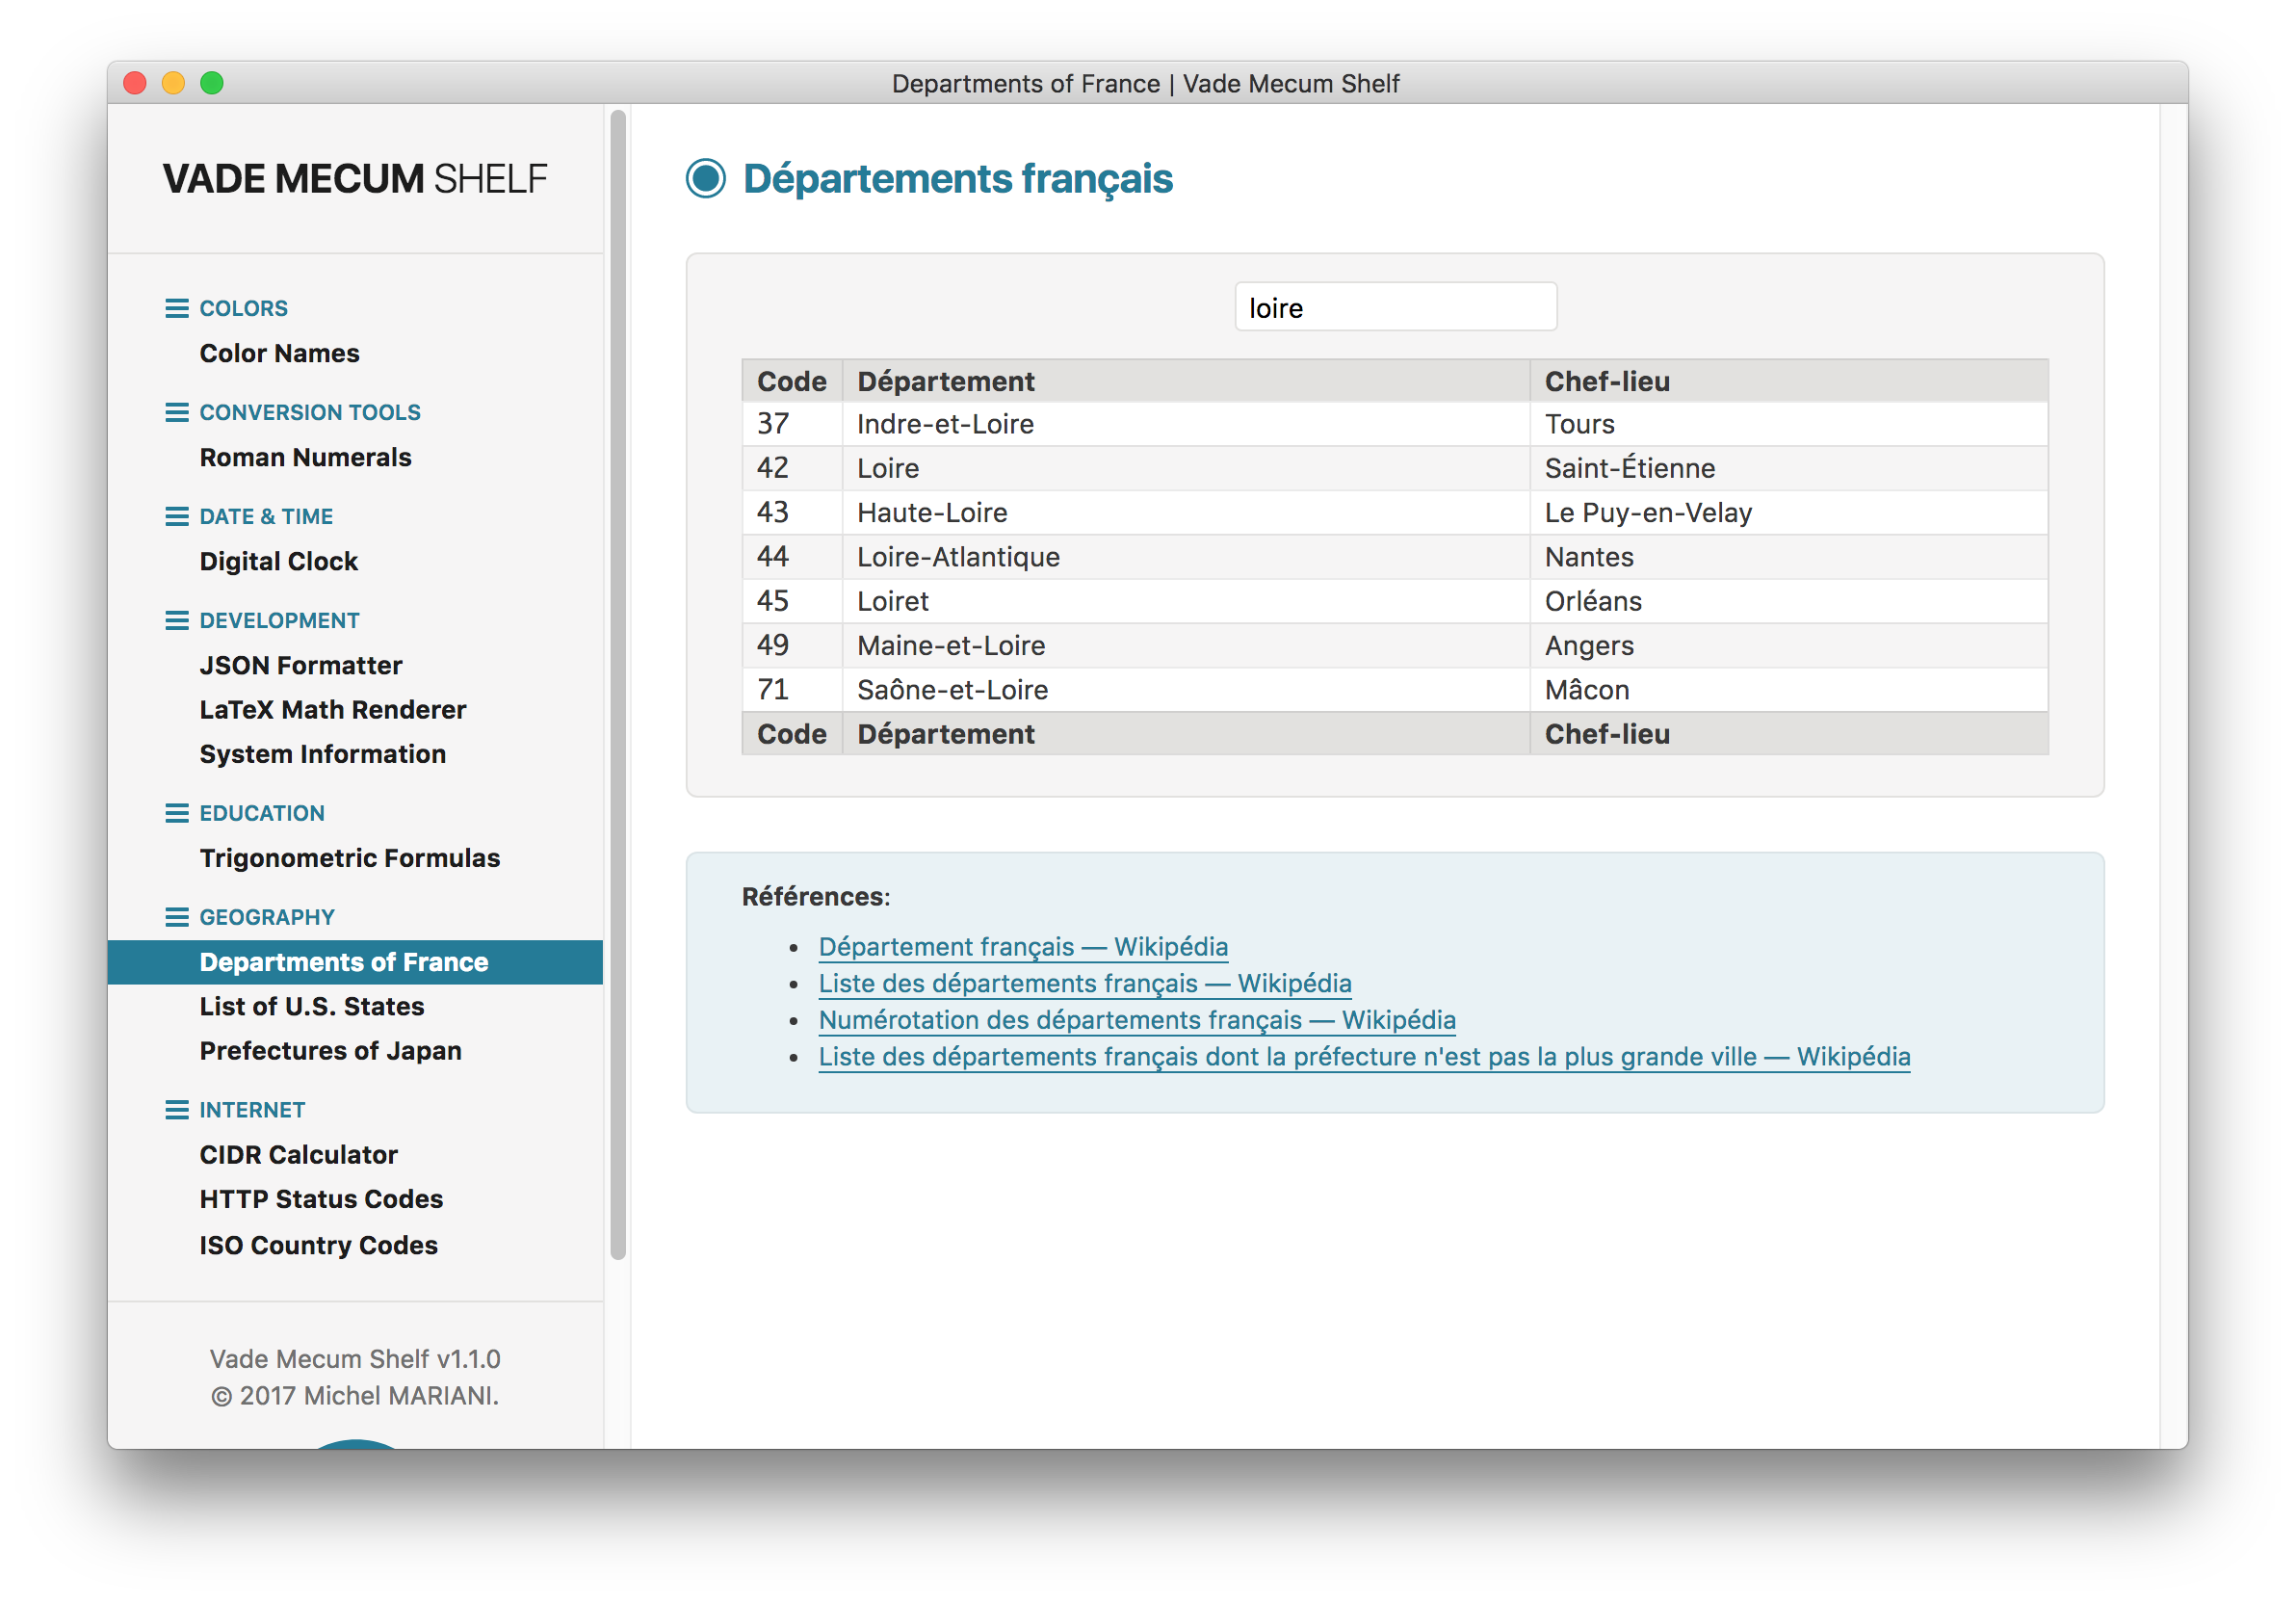 Departments of France | Vade Mecum Shelf
VADE MECUM SHELF
COLORS
Color Names
CONVERSION TOOLS
Roman Numerals
DATE & TIME
Digital Clock
DEVELOPMENT
JSON Formatter
LaTeX Math Renderer
System Information
EDUCATION
Trigonometric Formulas
GEOGRAPHY
Departments of France
List of U.S. States
Prefectures of Japan
INTERNET
CIDR Calculator
HTTP Status Codes
ISO Country Codes
Vade Mecum Shelf v1.1.0
© 2017 Michel MARIANI.
Départements français
loire
Code Département Chef-lieu
37 Indre-et-Loire Tours
42 Loire Saint-Étienne
43 Haute-Loire Le Puy-en-Velay
44 Loire-Atlantique Nantes
45 Loiret Orléans
49 Maine-et-Loire Angers
71 Saône-et-Loire Mâcon
Code Département Chef-lieu
Références:
• Département français — Wikipédia
• Liste des départements français — Wikipédia
• Numérotation des départements français — Wikipédia
• Liste des départements français dont la préfecture n'est pas la plus grande ville — Wikipédia